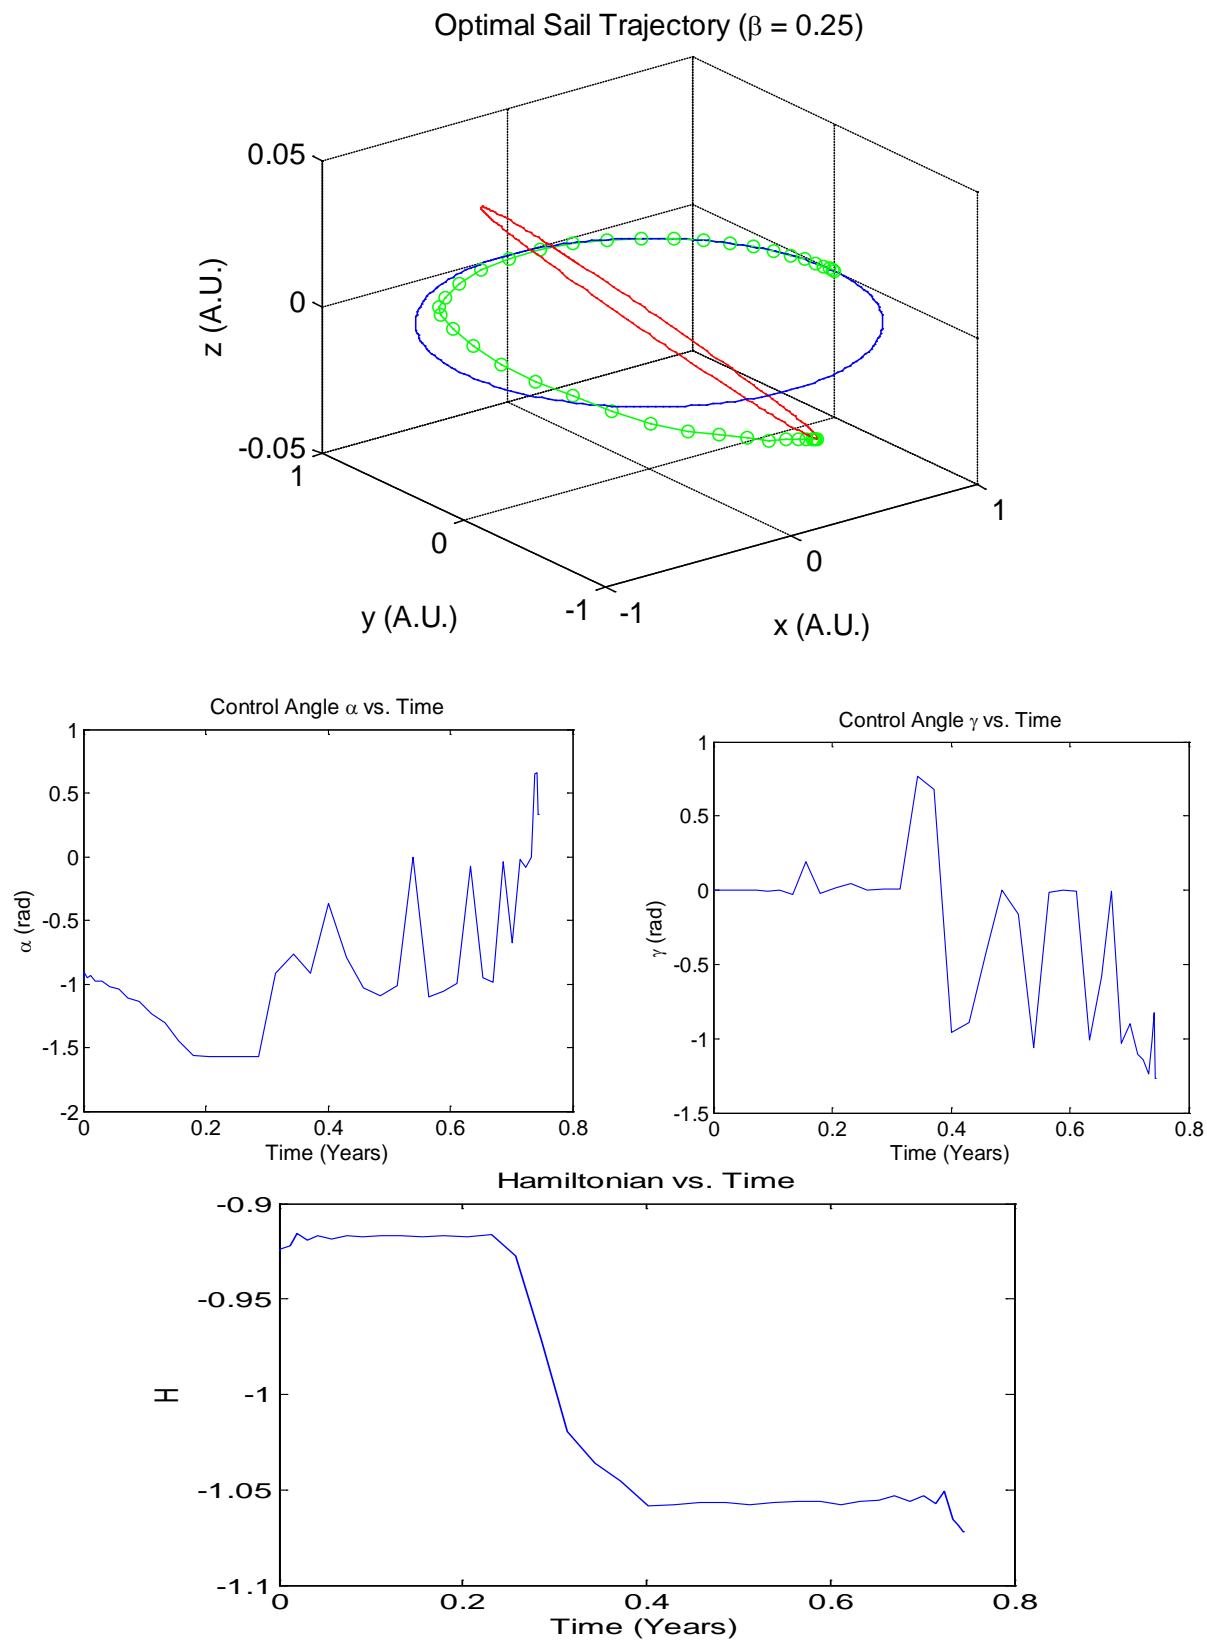 Optimal Sail Trajectory (β = 0.25)
0.05
0
-0.05
z (A.U.)
1
0
-1
y (A.U.)
-1
0
1
x (A.U.)
Control Angle α vs. Time
1
0.5
0
-0.5
-1
-1.5
-2
α (rad)
0 0.2 0.4 0.6 0.8
Time (Years)
Control Angle γ vs. Time
1
0.5
0
-0.5
-1
-1.5
γ (rad)
0 0.2 0.4 0.6 0.8
Time (Years)
Hamiltonian vs. Time
-0.9
-0.95
-1
-1.05
-1.1
H
0 0.2 0.4 0.6 0.8
Time (Years)